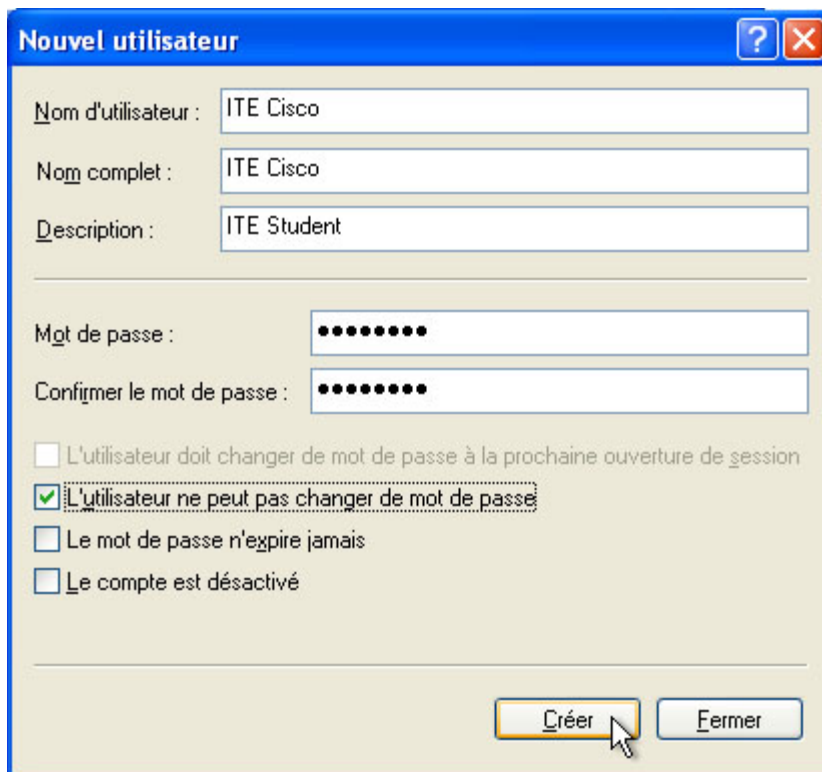 Nouvel utilisateur
Nom d'utilisateur : ITE Cisco
Nom complet : ITE Cisco
Description : ITE Student
Mot de passe : ••••••••
Confirmer le mot de passe : ••••••••
L'utilisateur doit changer de mot de passe à la prochaine ouverture de session
L'utilisateur ne peut pas changer de mot de passe
Le mot de passe n'expire jamais
Le compte est désactivé
Créer Fermer